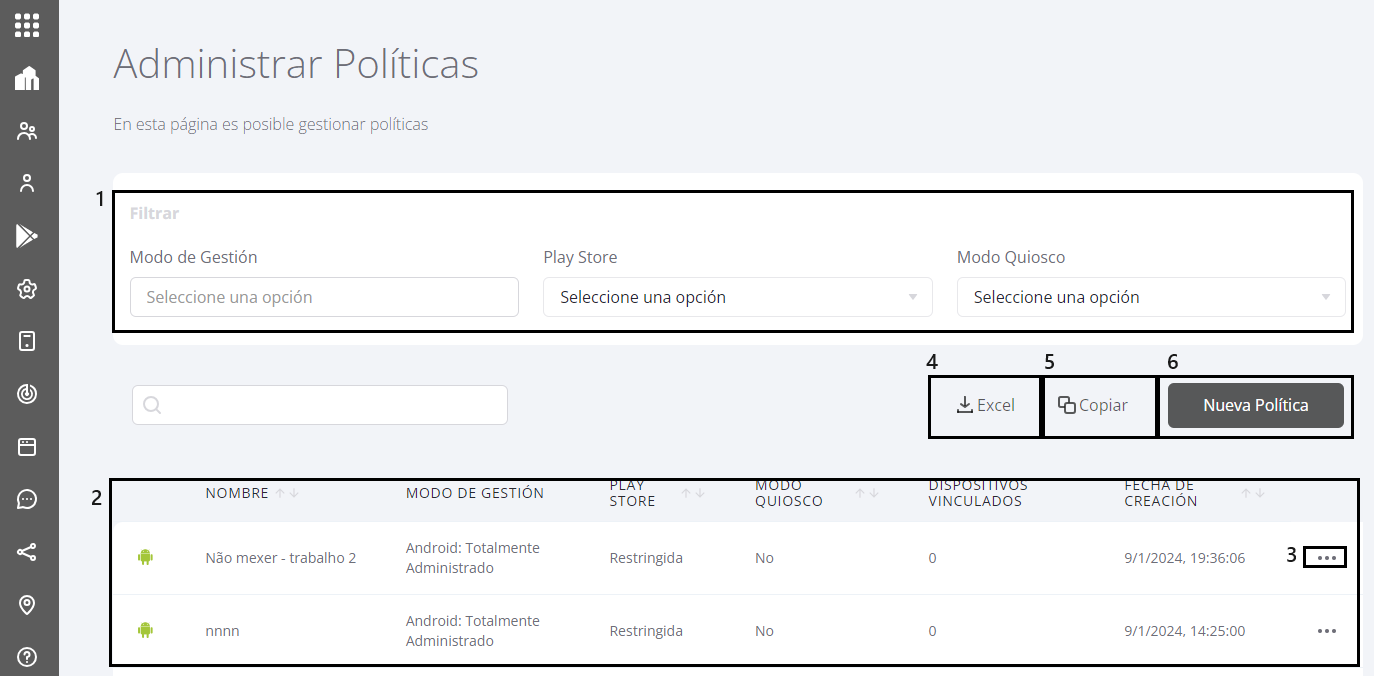 Administrar Políticas
En esta página es posible gestionar políticas
1
Filtrar
Modo de Gestión Play Store Modo Quiosco
Seleccione una opción Seleccione una opción Seleccione una opción
4 5 6
Excel Copiar Nueva Política
2
NOMBRE MODO DE GESTIÓN PLAY STORE MODO QUIOSCO DISPOSITIVOS VINCULADOS FECHA DE CREACIÓN
Não mexer - trabalho 2 Android: Totalmente Administrado Restringida No 0 9/1/2024, 19:36:06 3 •••
nnnn Android: Totalmente Administrado Restringida No 0 9/1/2024, 14:25:00 •••